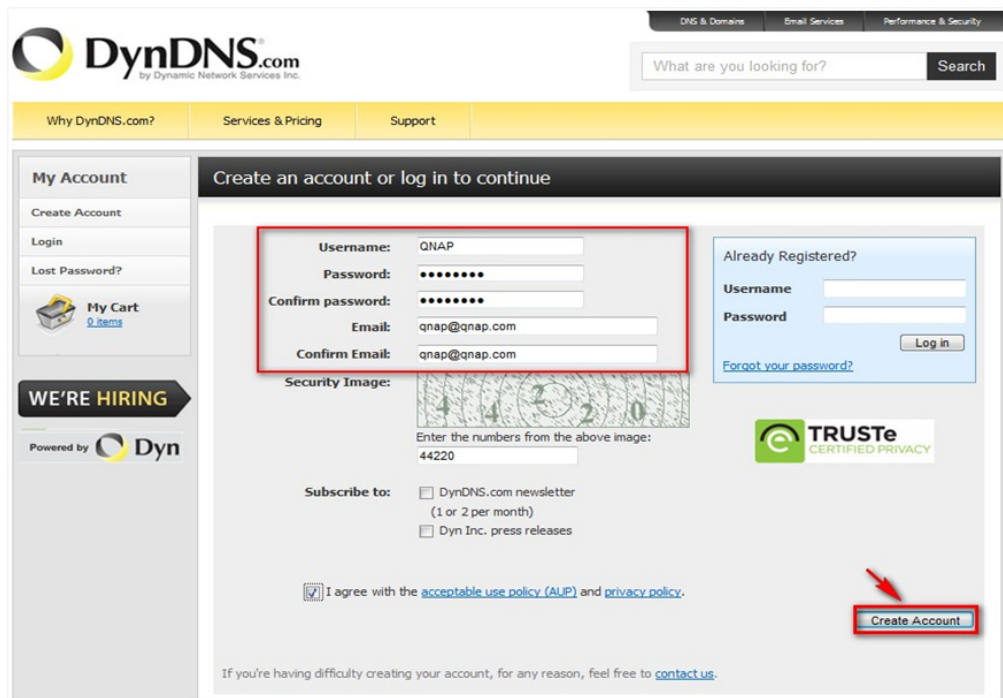 DNS & Domains Email Services Performance & Security
DynDNS.com
by Dynamic Network Services Inc.
What are you looking for? Search
Why DynDNS.com? Services & Pricing Support
My Account
Create Account
Login
Lost Password?
My Cart
0 items
WE'RE HIRING
Powered by Dyn
Create an account or log in to continue
Username: QNAP
Password: ●●●●●●●●
Confirm password: ●●●●●●●●
Email: qnap@qnap.com
Confirm Email: qnap@qnap.com
Security Image: 44220
Enter the numbers from the above image:
44220
Subscribe to: DynDNS.com newsletter
(1 or 2 per month)
Dyn Inc. press releases
I agree with the acceptable use policy (AUP) and privacy policy.
Create Account
If you're having difficulty creating your account, for any reason, feel free to contact us.
Already Registered?
Username
Password
Log in
Forgot your password?
TRUSTe
CERTIFIED PRIVACY